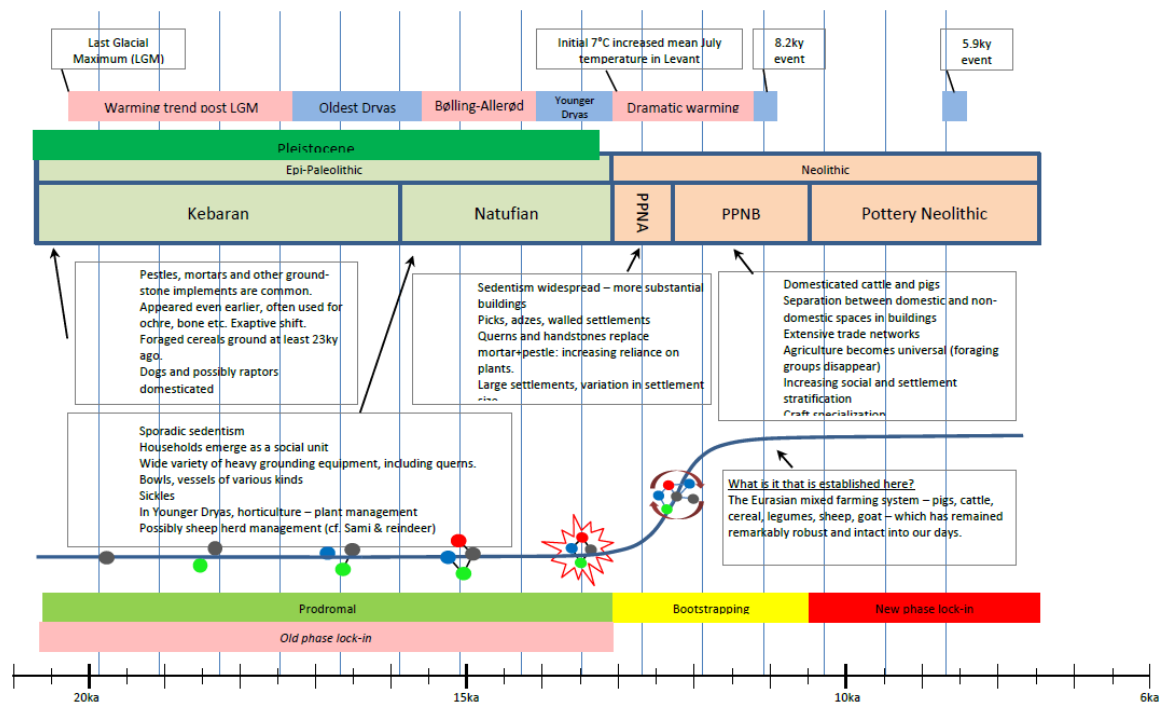 Last Glacial
Maximum (LGM)
Initial 7°C increased mean July
temperature in Levant
8.2ky
event
5.9ky
event
Warming trend post LGM
Oldest Dryas
Bølling-Allerød
Younger
Dryas
Dramatic warming
Pleistocene
Epi-Paleolithic
Neolithic
Kebaran
Natufian
PPNA
PPNB
Pottery Neolithic
Pestles, mortars and other ground-
stone implements are common.
Appeared even earlier, often used for
ochre, bone etc. Exaptive shift.
Foraged cereals ground at least 23ky
ago.
Dogs and possibly raptors
domesticated
Sedentism widespread – more substantial
buildings
Picks, adzes, walled settlements
Querns and handstones replace
mortar+pestle: increasing reliance on
plants.
Large settlements, variation in settlement
size
Domesticated cattle and pigs
Separation between domestic and non-
domestic spaces in buildings
Extensive trade networks
Agriculture becomes universal (foraging
groups disappear)
Increasing social and settlement
stratification
Craft specialization
Sporadic sedentism
Households emerge as a social unit
Wide variety of heavy grounding equipment, including querns.
Bowls, vessels of various kinds
Sickles
In Younger Dryas, horticulture – plant management
Possibly sheep herd management (cf. Sami & reindeer)
What is it that is established here?
The Eurasian mixed farming system – pigs, cattle,
cereal, legumes, sheep, goat – which has remained
remarkably robust and intact into our days.
Prodromal
Bootstrapping
New phase lock-in
Old phase lock-in
20ka
15ka
10ka
6ka